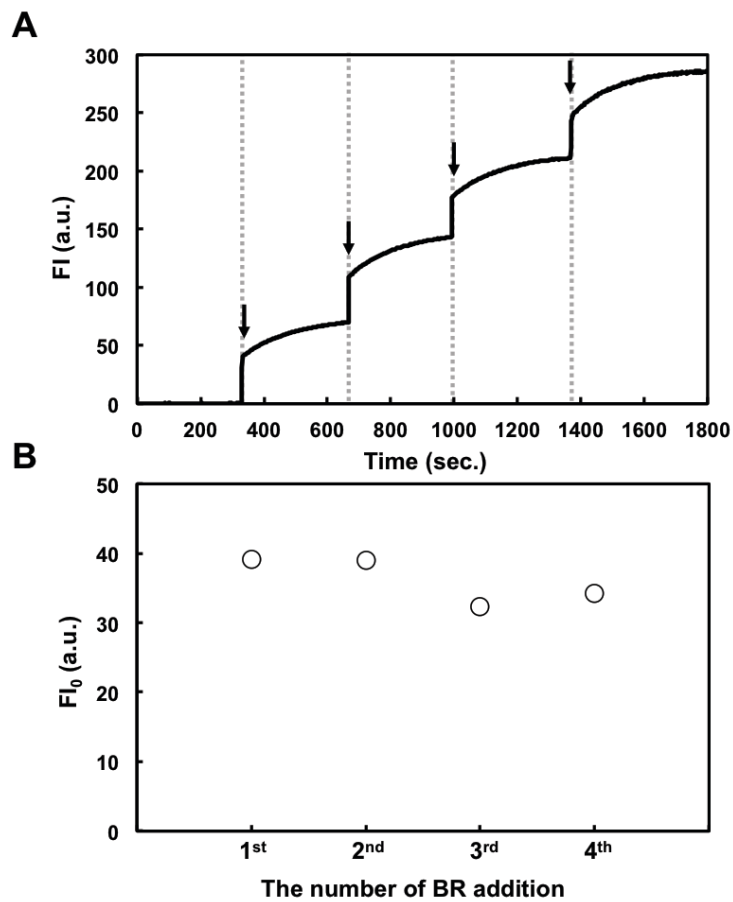 A
300
250
200
150
100
50
0
FI (a.u.)
0 200 400 600 800 1000 1200 1400 1600 1800
Time (sec.)
B
50
40
30
20
10
0
FI₀ (a.u.)
1ˢᵗ 2ⁿᵈ 3ʳᵈ 4ᵗʰ
The number of BR addition